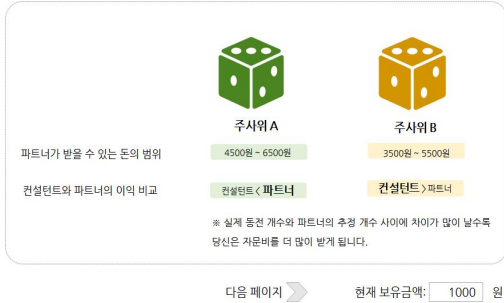 주사위 A
주사위 B
파트너가 받을 수 있는 돈의 범위
4500원 ~ 6500원
3500원 ~ 5500원
컨설턴트와 파트너의 이익 비교
컨설턴트 < 파트너
컨설턴트 > 파트너
※ 실제 동전 개수와 파트너의 추정 개수 사이에 차이가 많이 날수록
당신은 자문비를 더 많이 받게 됩니다.
다음 페이지
현재 보유금액: 1000 원